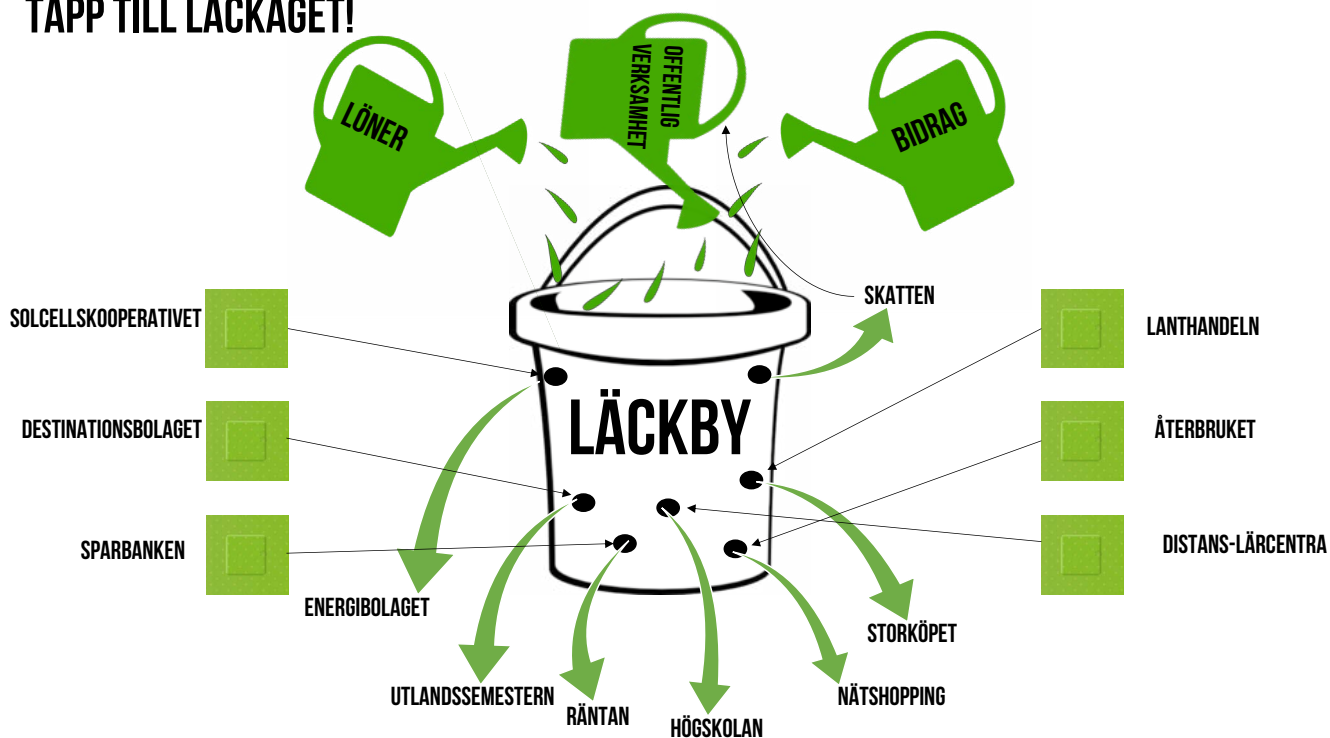 TÄPP TILL LÄCKAGET!
LÖNER
OFFENTLIG
VERKSAMHET
BIDRAG
SOLCELLSKOOPERATIVET
SKATTEN
LANTHANDELN
LÄCKBY
DESTINATIONSBOLAGET
ÅTERBRUKET
SPARBANKEN
DISTANS-LÄRCENTRA
ENERGIBOLAGET
STORKÖPET
UTLANDSSEMESTERN
NÄTSHOPPING
RÄNTAN
HÖGSKOLAN